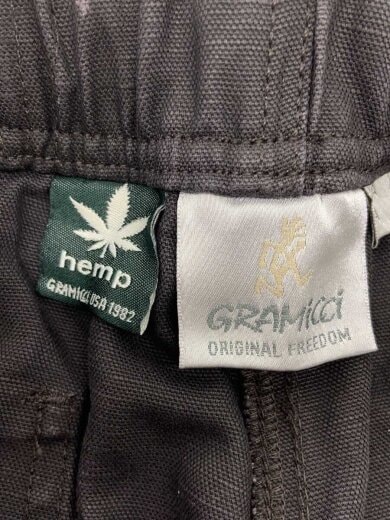 hemp
GRAMICCI USA 1982
GRAMiCCi
ORIGINAL FREEDOM